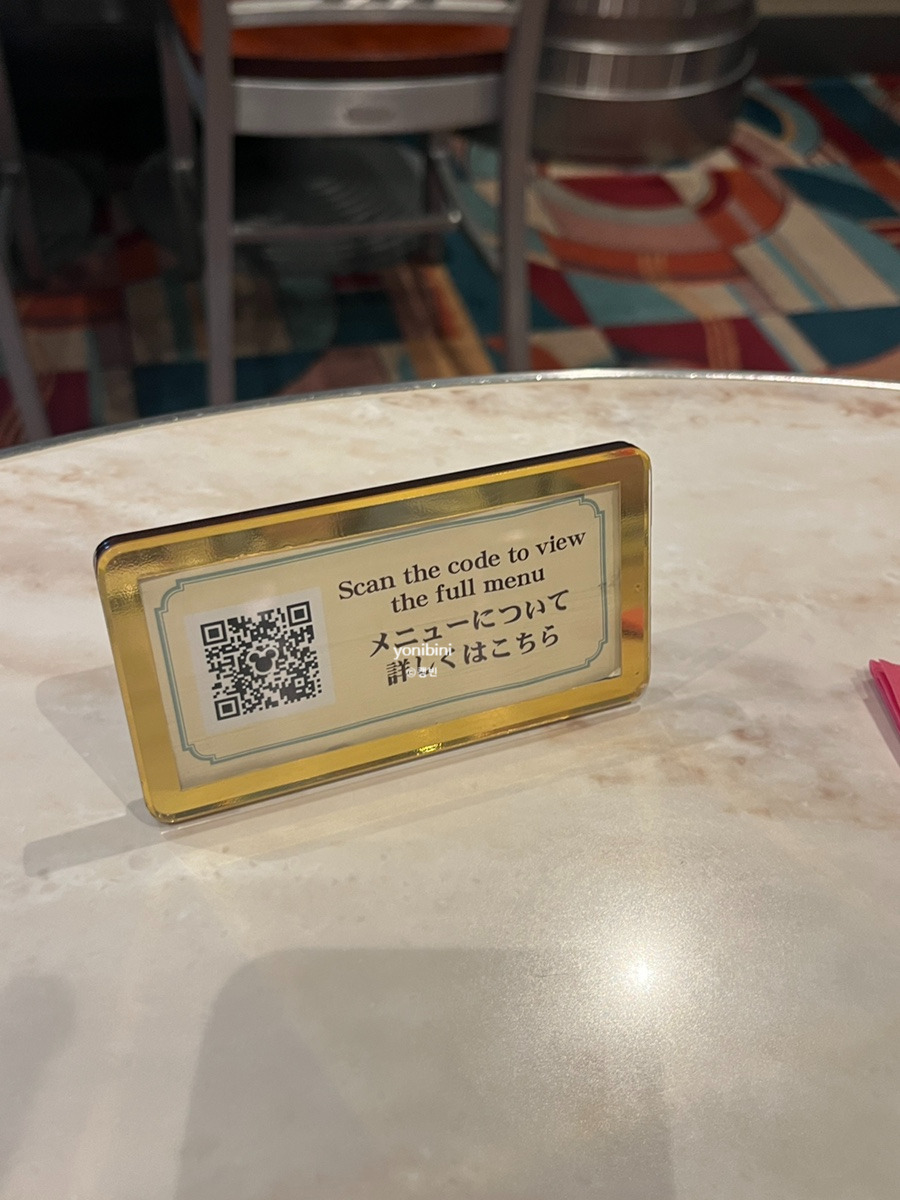 Scan the code to view
the full menu
メニューについて
詳しくはこちら
yonibini